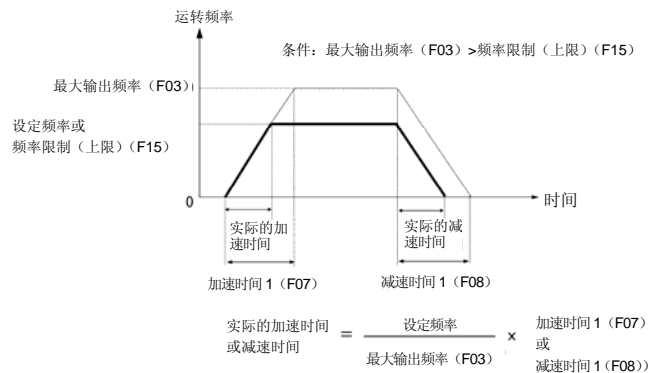 运转频率
条件：最大输出频率（F03）>频率限制（上限）（F15）
最大输出频率（F03）
设定频率或
频率限制（上限）（F15）
0
时间
实际的加
速时间
实际的减
速时间
加速时间 1（F07）
减速时间 1（F08）
实际的加速时间
或减速时间
=
设定频率
最大输出频率（F03）
×
加速时间 1（F07）
或
减速时间 1（F08））